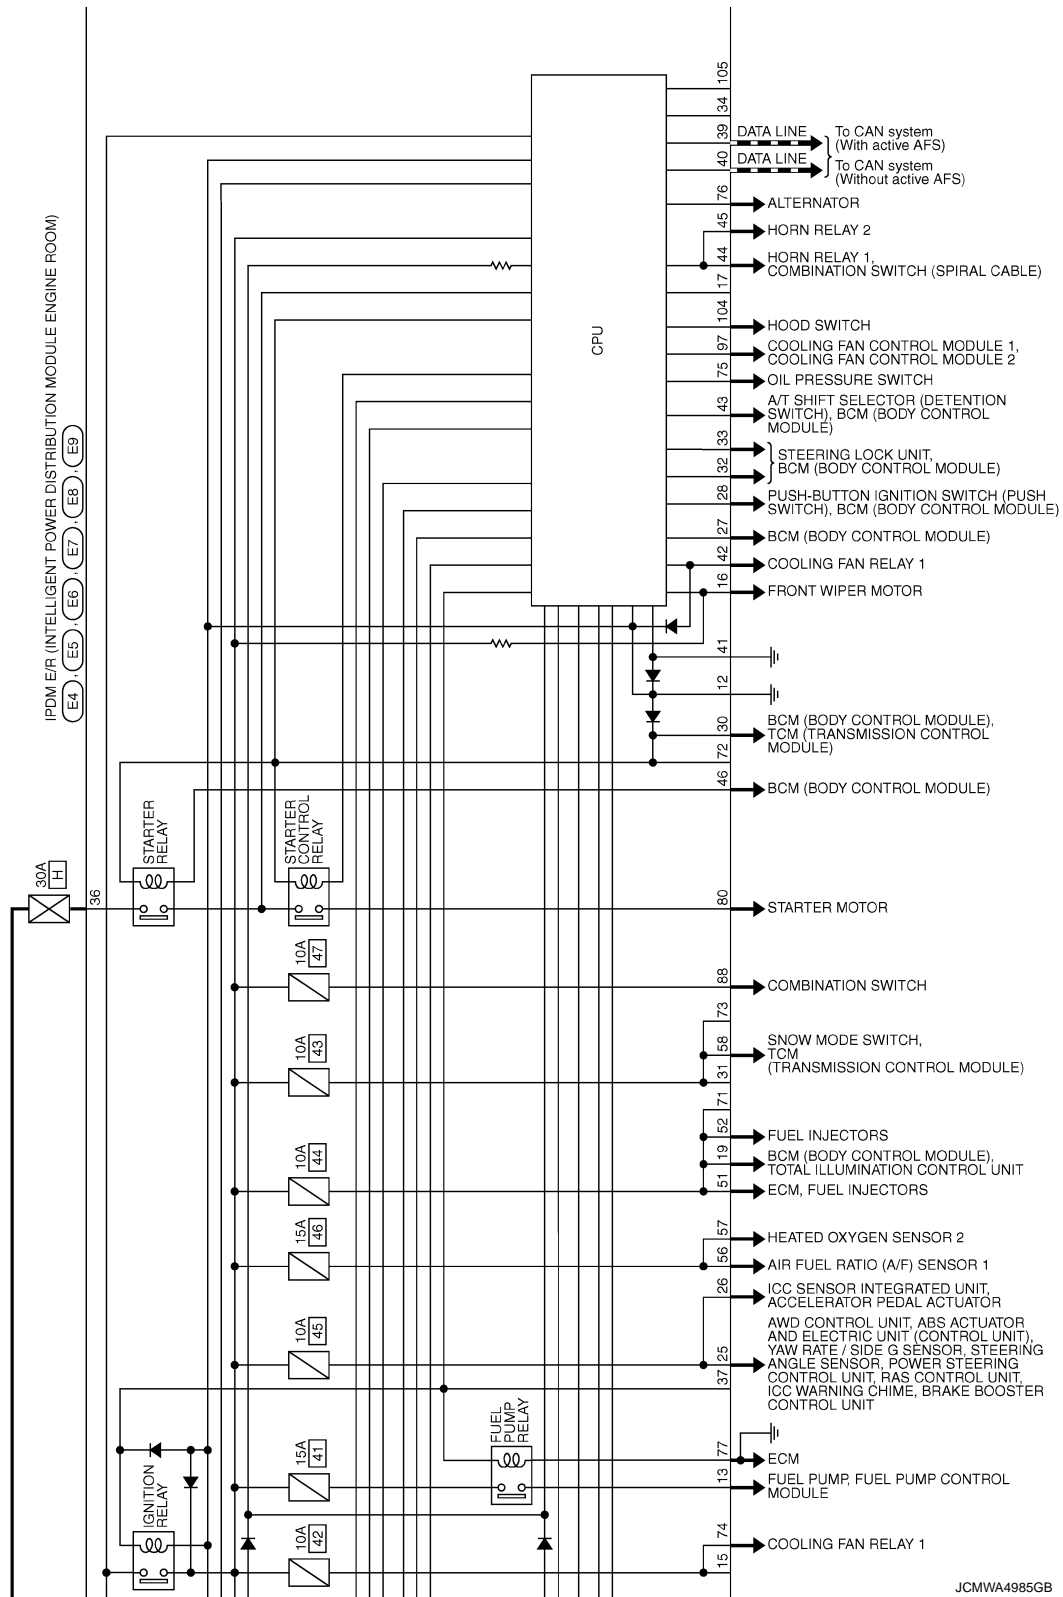 105
34
39
DATA LINE
To CAN system
(With active AFS)
40
DATA LINE
To CAN system
(Without active AFS)
76
ALTERNATOR
45
HORN RELAY 2
44
HORN RELAY 1,
COMBINATION SWITCH (SPIRAL CABLE)
17
104
HOOD SWITCH
CPU
97
COOLING FAN CONTROL MODULE 1,
COOLING FAN CONTROL MODULE 2
75
OIL PRESSURE SWITCH
43
A/T SHIFT SELECTOR (DETENTION
SWITCH), BCM (BODY CONTROL
MODULE)
33
32
STEERING LOCK UNIT,
BCM (BODY CONTROL MODULE)
28
PUSH-BUTTON IGNITION SWITCH (PUSH
SWITCH), BCM (BODY CONTROL MODULE)
27
BCM (BODY CONTROL MODULE)
42
COOLING FAN RELAY 1
16
FRONT WIPER MOTOR
IPDM E/R (INTELLIGENT POWER DISTRIBUTION MODULE ENGINE ROOM)
E4 , E5 , E6 , E7 , E8 , E9
41
12
30
BCM (BODY CONTROL MODULE),
TCM (TRANSMISSION CONTROL
MODULE)
72
46
BCM (BODY CONTROL MODULE)
STARTER
RELAY
STARTER
CONTROL
RELAY
30A
H
36
80
STARTER MOTOR
10A
47
88
COMBINATION SWITCH
10A
43
73
58
31
SNOW MODE SWITCH,
TCM
(TRANSMISSION CONTROL MODULE)
71
52
FUEL INJECTORS
10A
44
19
BCM (BODY CONTROL MODULE),
TOTAL ILLUMINATION CONTROL UNIT
51
ECM, FUEL INJECTORS
15A
46
57
HEATED OXYGEN SENSOR 2
56
AIR FUEL RATIO (A/F) SENSOR 1
26
ICC SENSOR INTEGRATED UNIT,
ACCELERATOR PEDAL ACTUATOR
10A
45
25
AWD CONTROL UNIT, ABS ACTUATOR
AND ELECTRIC UNIT (CONTROL UNIT),
YAW RATE / SIDE G SENSOR, STEERING
ANGLE SENSOR, POWER STEERING
CONTROL UNIT, RAS CONTROL UNIT,
ICC WARNING CHIME, BRAKE BOOSTER
CONTROL UNIT
37
FUEL
PUMP
RELAY
77
ECM
15A
41
13
FUEL PUMP, FUEL PUMP CONTROL
MODULE
IGNITION
RELAY
10A
42
74
COOLING FAN RELAY 1
15
JCMWA4985GB